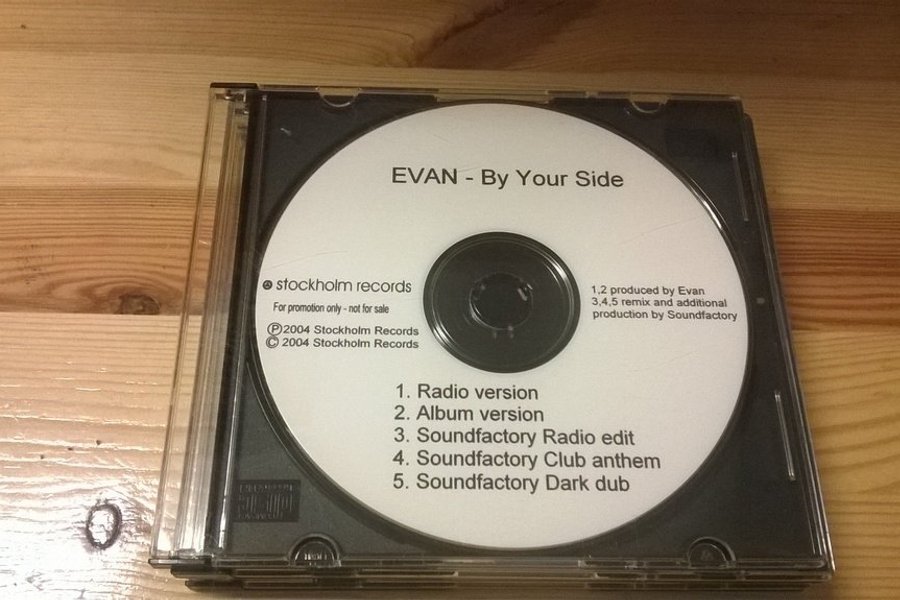 EVAN - By Your Side
stockholm records
For promotion only - not for sale
Ⓟ2004 Stockholm Records
© 2004 Stockholm Records
1,2 produced by Evan
3,4,5 remix and additional
production by Soundfactory
1. Radio version
2. Album version
3. Soundfactory Radio edit
4. Soundfactory Club anthem
5. Soundfactory Dark dub